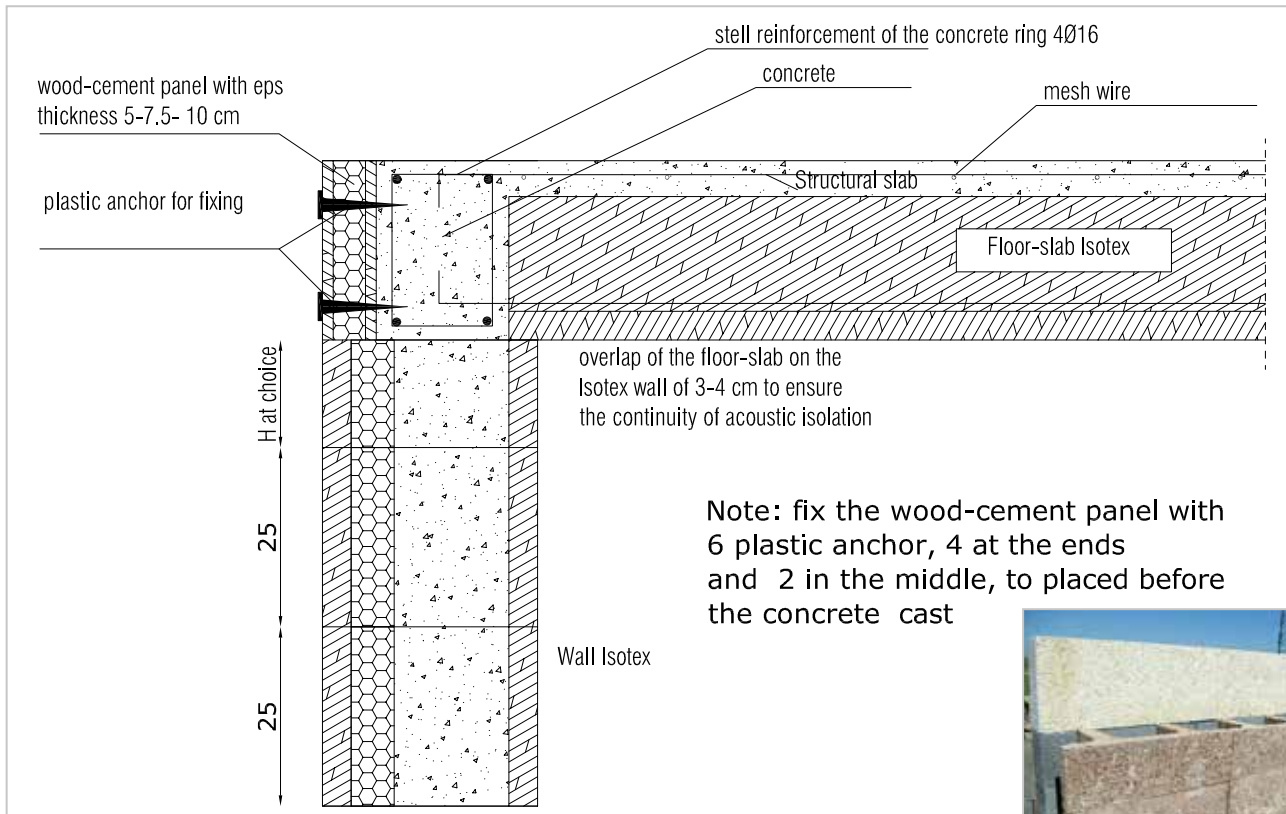 stell reinforcement of the concrete ring 4Ø16
concrete
mesh wire
wood-cement panel with eps
thickness 5-7.5- 10 cm
plastic anchor for fixing
Structural slab
Floor-slab Isotex
overlap of the floor-slab on the
Isotex wall of 3-4 cm to ensure
the continuity of acoustic isolation
H at choice
25
25
Note: fix the wood-cement panel with
6 plastic anchor, 4 at the ends
and 2 in the middle, to placed before
the concrete cast
Wall Isotex